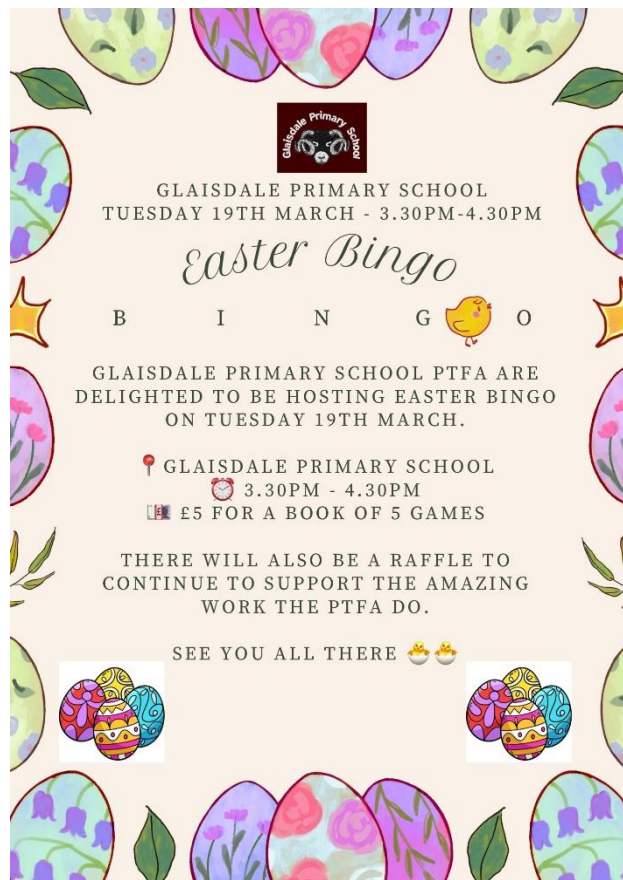 Glaisdale Primary School
GLAISDALE PRIMARY SCHOOL
TUESDAY 19TH MARCH - 3.30PM-4.30PM
Easter Bingo
B I N G O
GLAISDALE PRIMARY SCHOOL PTFA ARE
DELIGHTED TO BE HOSTING EASTER BINGO
ON TUESDAY 19TH MARCH.
📍 GLAISDALE PRIMARY SCHOOL
⏰ 3.30PM - 4.30PM
💷 £5 FOR A BOOK OF 5 GAMES
THERE WILL ALSO BE A RAFFLE TO
CONTINUE TO SUPPORT THE AMAZING
WORK THE PTFA DO.
SEE YOU ALL THERE 🐣🐣